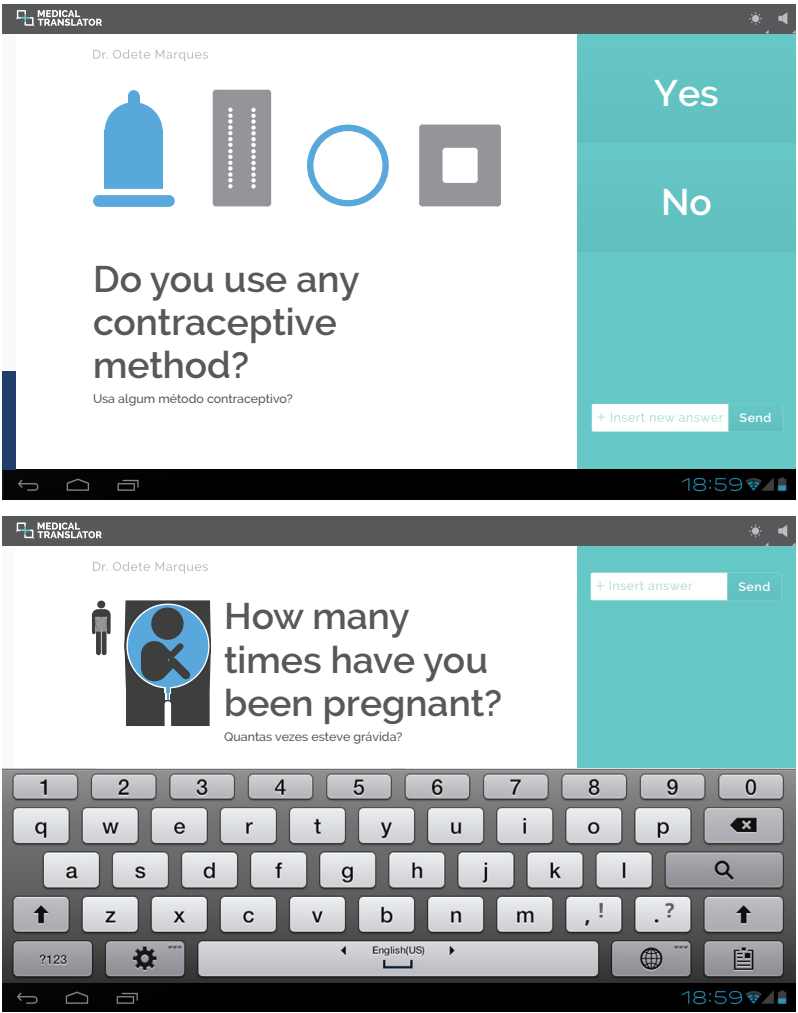 MEDICAL
TRANSLATOR
Dr. Odete Marques
Yes
No
Do you use any
contraceptive
method?
Usa algum método contraceptivo?
+ Insert new answer
Send
18:59
MEDICAL
TRANSLATOR
Dr. Odete Marques
+ Insert answer
Send
How many
times have you
been pregnant?
Quantas vezes esteve grávida?
1 2 3 4 5 6 7 8 9 0
q w e r t y u i o p
a s d f g h j k l
z x c v b n m , ! . ?
?123
English(US)
18:59